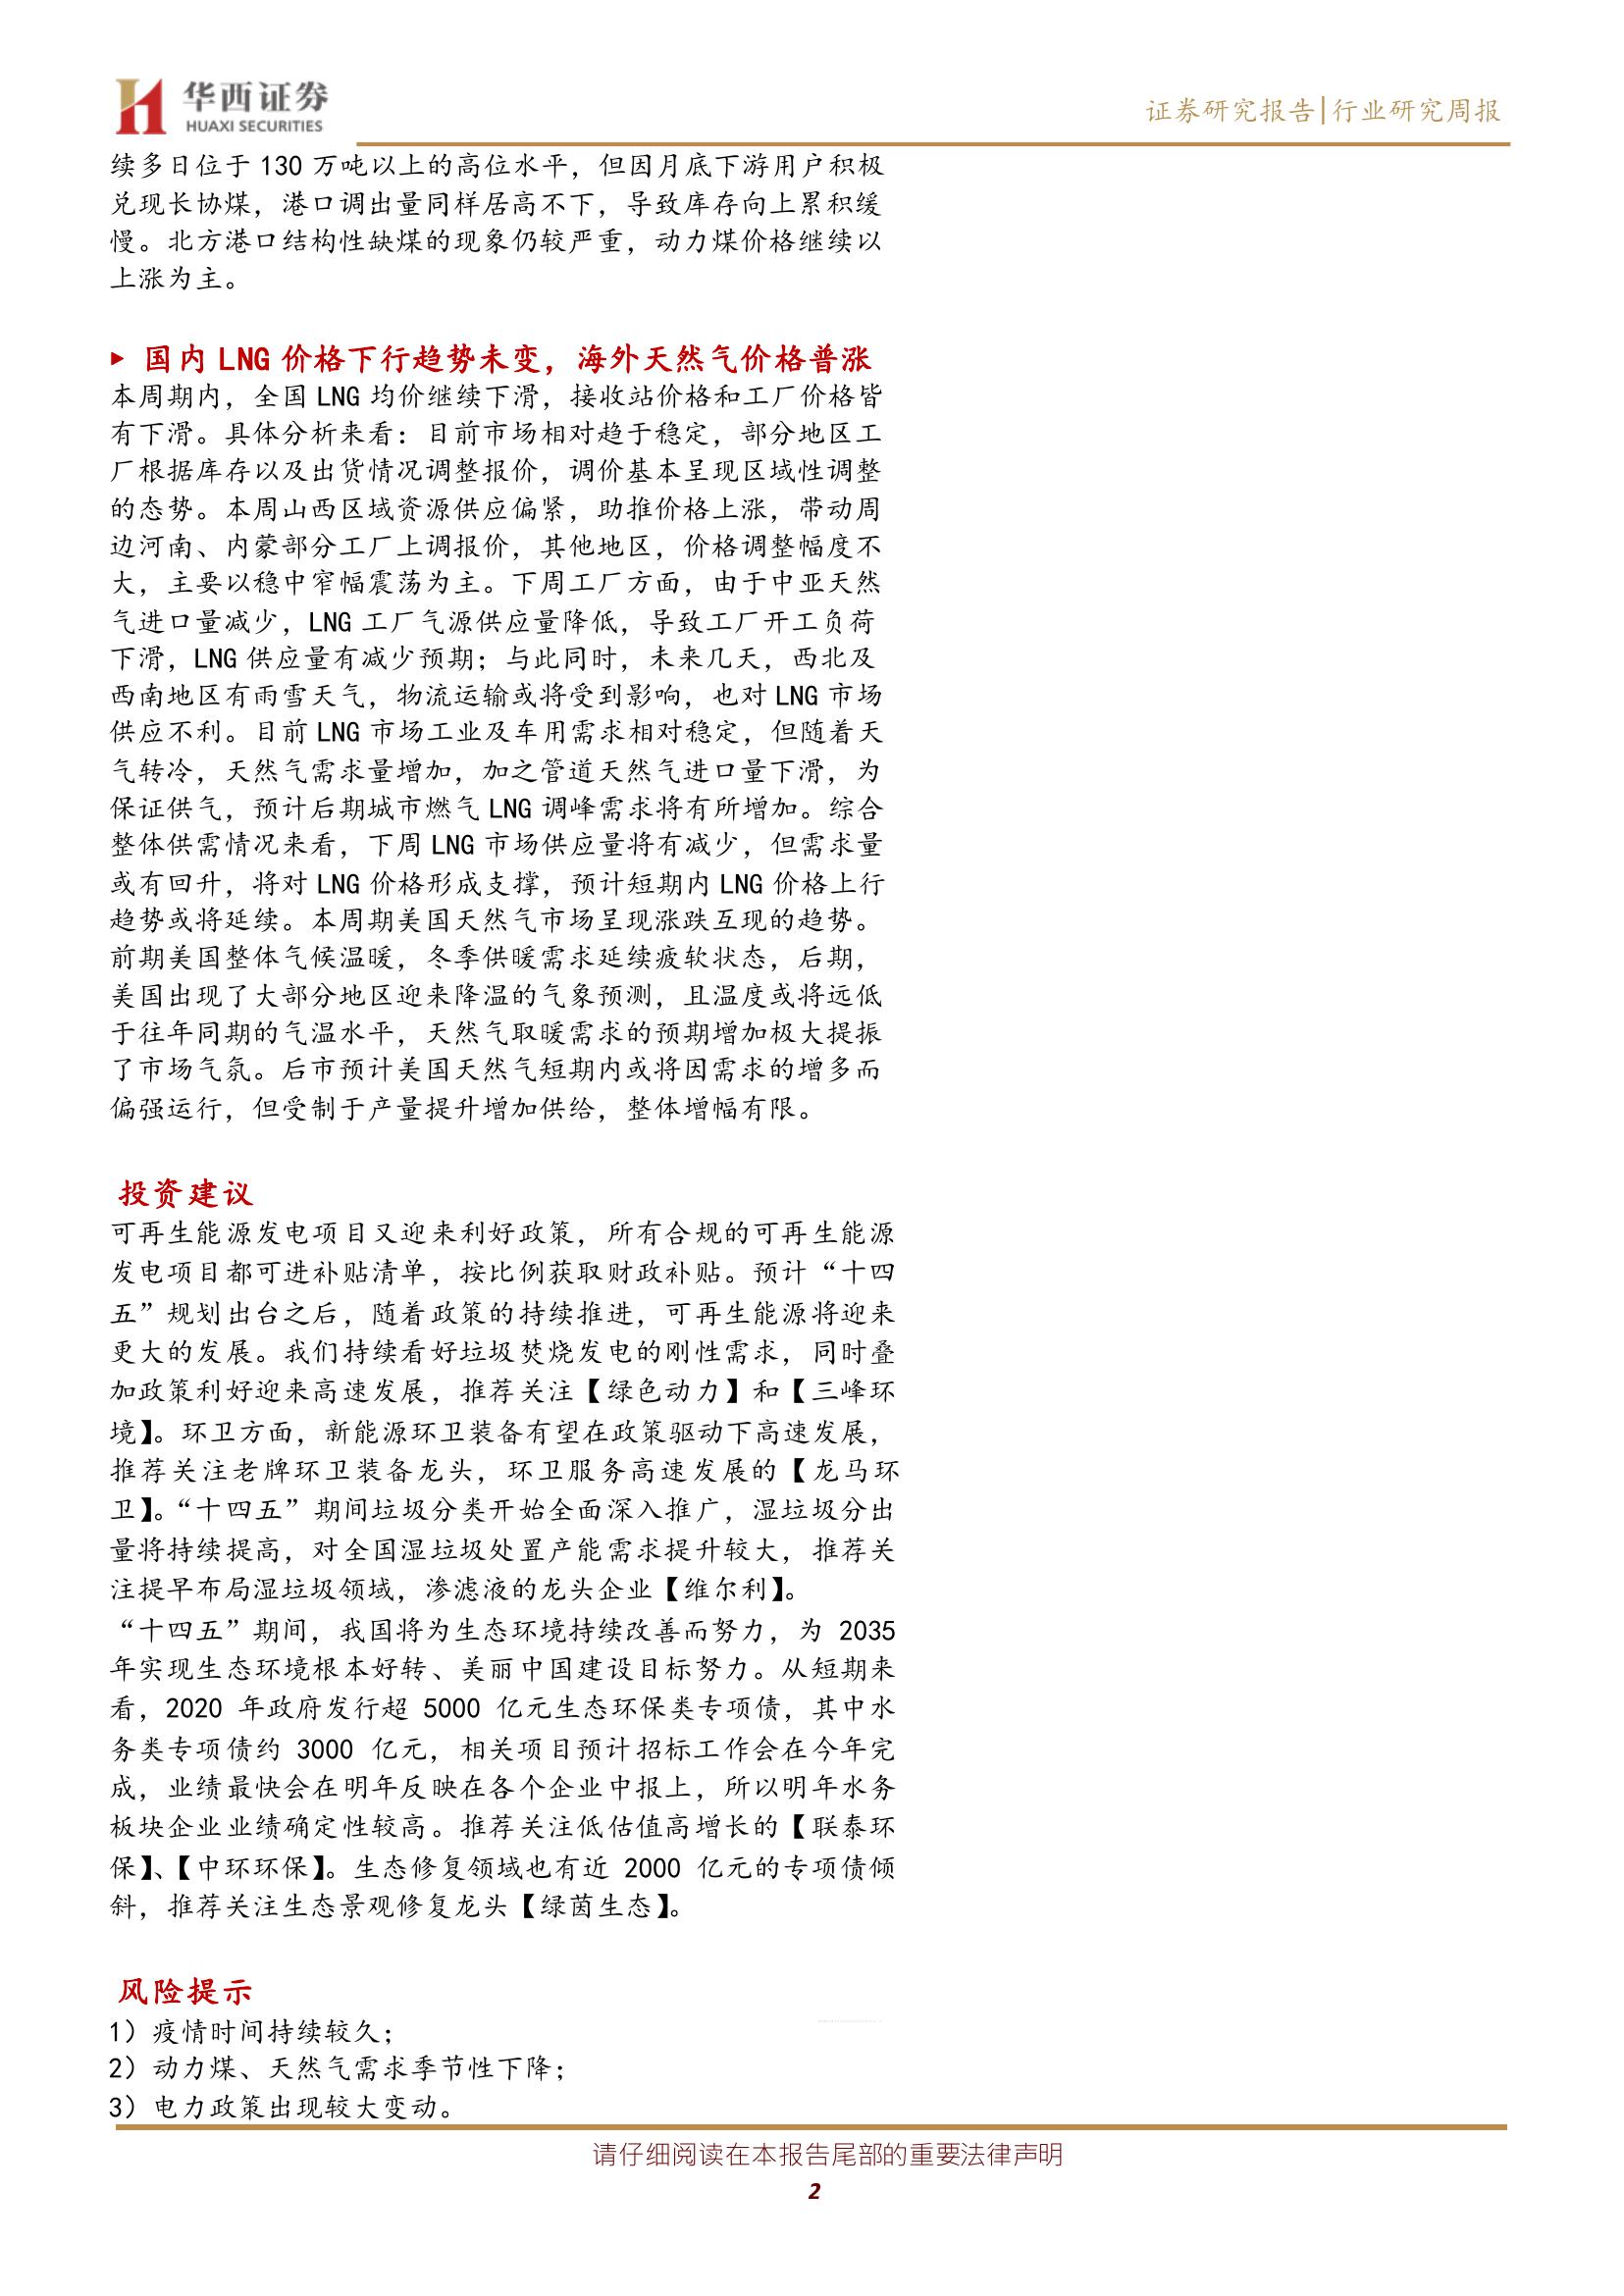 华西证券
HUAXI SECURITIES
证券研究报告|行业研究周报
续多日位于 130 万吨以上的高位水平，但因月底下游用户积极
兑现长协煤，港口调出量同样居高不下，导致库存向上累积缓
慢。北方港口结构性缺煤的现象仍较严重，动力煤价格继续以
上涨为主。
▶ 国内 LNG 价格下行趋势未变，海外天然气价格普涨
本周期内，全国 LNG 均价继续下滑，接收站价格和工厂价格皆
有下滑。具体分析来看：目前市场相对趋于稳定，部分地区工
厂根据库存以及出货情况调整报价，调价基本呈现区域性调整
的态势。本周山西区域资源供应偏紧，助推价格上涨，带动周
边河南、内蒙部分工厂上调报价，其他地区，价格调整幅度不
大，主要以稳中窄幅震荡为主。下周工厂方面，由于中亚天然
气进口量减少，LNG 工厂气源供应量降低，导致工厂开工负荷
下滑，LNG 供应量有减少预期；与此同时，未来几天，西北及
西南地区有雨雪天气，物流运输或将受到影响，也对 LNG 市场
供应不利。目前 LNG 市场工业及车用需求相对稳定，但随着天
气转冷，天然气需求量增加，加之管道天然气进口量下滑，为
保证供气，预计后期城市燃气 LNG 调峰需求将有所增加。综合
整体供需情况来看，下周 LNG 市场供应量将有减少，但需求量
或有回升，将对 LNG 价格形成支撑，预计短期内 LNG 价格上行
趋势或将延续。本周期美国天然气市场呈现涨跌互现的趋势。
前期美国整体气候温暖，冬季供暖需求延续疲软状态，后期，
美国出现了大部分地区迎来降温的气象预测，且温度或将远低
于往年同期的气温水平，天然气取暖需求的预期增加极大提振
了市场气氛。后市预计美国天然气短期内或将因需求的增多而
偏强运行，但受制于产量提升增加供给，整体增幅有限。
投资建议
可再生能源发电项目又迎来利好政策，所有合规的可再生能源
发电项目都可进补贴清单，按比例获取财政补贴。预计“十四
五”规划出台之后，随着政策的持续推进，可再生能源将迎来
更大的发展。我们持续看好垃圾焚烧发电的刚性需求，同时叠
加政策利好迎来高速发展，推荐关注【绿色动力】和【三峰环
境】。环卫方面，新能源环卫装备有望在政策驱动下高速发展，
推荐关注老牌环卫装备龙头，环卫服务高速发展的【龙马环
卫】。“十四五”期间垃圾分类开始全面深入推广，湿垃圾分出
量将持续提高，对全国湿垃圾处置产能需求提升较大，推荐关
注提早布局湿垃圾领域，渗滤液的龙头企业【维尔利】。
“十四五”期间，我国将为生态环境持续改善而努力，为 2035
年实现生态环境根本好转、美丽中国建设目标努力。从短期来
看，2020 年政府发行超 5000 亿元生态环保类专项债，其中水
务类专项债约 3000 亿元，相关项目预计招标工作会在今年完
成，业绩最快会在明年反映在各个企业中报上，所以明年水务
板块企业业绩确定性较高。推荐关注低估值高增长的【联泰环
保】、【中环环保】。生态修复领域也有近 2000 亿元的专项债倾
斜，推荐关注生态景观修复龙头【绿茵生态】。
风险提示
1）疫情时间持续较久；
2）动力煤、天然气需求季节性下降；
3）电力政策出现较大变动。
请仔细阅读在本报告尾部的重要法律声明
2